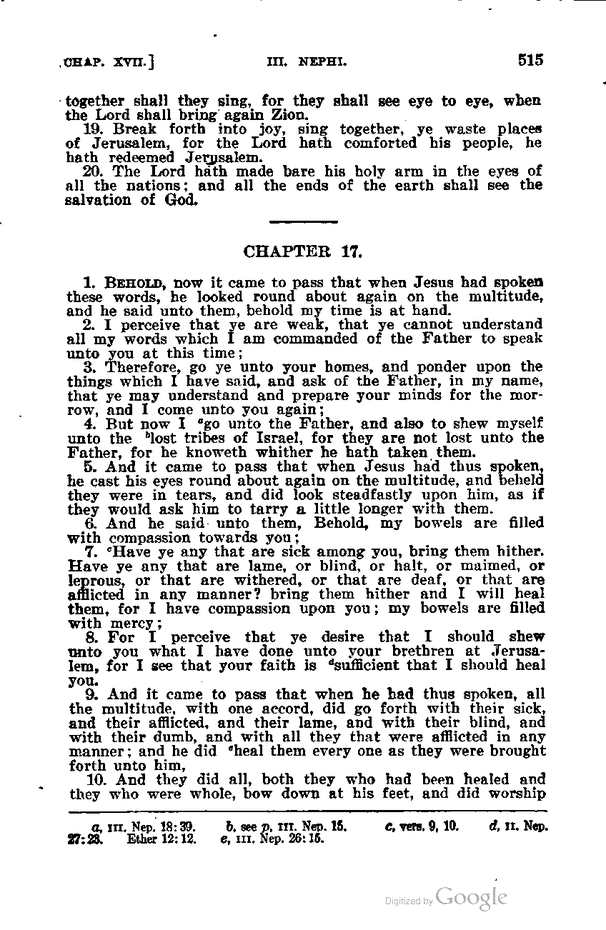 CHAP. XVII.] III. NEPHI. 515
together shall they sing, for they shall see eye to eye, when
the Lord shall bring again Zion.
19. Break forth into joy, sing together, ye waste places
of Jerusalem, for the Lord hath comforted his people, he
hath redeemed Jerusalem.
20. The Lord hath made bare his holy arm in the eyes of
all the nations; and all the ends of the earth shall see the
salvation of God.
CHAPTER 17.
1. BEHOLD, now it came to pass that when Jesus had spoken
these words, he looked round about again on the multitude,
and he said unto them, behold my time is at hand.
2. I perceive that ye are weak, that ye cannot understand
all my words which I am commanded of the Father to speak
unto you at this time;
3. Therefore, go ye unto your homes, and ponder upon the
things which I have said, and ask of the Father, in my name,
that ye may understand and prepare your minds for the mor-
row, and I come unto you again;
4. But now I ᵃgo unto the Father, and also to shew myself
unto the ᵇlost tribes of Israel, for they are not lost unto the
Father, for he knoweth whither he hath taken them.
5. And it came to pass that when Jesus had thus spoken,
he cast his eyes round about again on the multitude, and beheld
they were in tears, and did look steadfastly upon him, as if
they would ask him to tarry a little longer with them.
6. And he said unto them, Behold, my bowels are filled
with compassion towards you;
7. ᶜHave ye any that are sick among you, bring them hither.
Have ye any that are lame, or blind, or halt, or maimed, or
leprous, or that are withered, or that are deaf, or that are
afflicted in any manner? bring them hither and I will heal
them, for I have compassion upon you; my bowels are filled
with mercy;
8. For I perceive that ye desire that I should shew
unto you what I have done unto your brethren at Jerusa-
lem, for I see that your faith is ᵈsufficient that I should heal
you.
9. And it came to pass that when he had thus spoken, all
the multitude, with one accord, did go forth with their sick,
and their afflicted, and their lame, and with their blind, and
with their dumb, and with all they that were afflicted in any
manner; and he did ᵉheal them every one as they were brought
forth unto him,
10. And they did all, both they who had been healed and
they who were whole, bow down at his feet, and did worship
a, III. Nep. 18:39. b, see p, III. Nep. 15. c, vers. 9, 10. d, II. Nep.
27:23. Ether 12:12. e, III. Nep. 26:15.
Digitized by Google